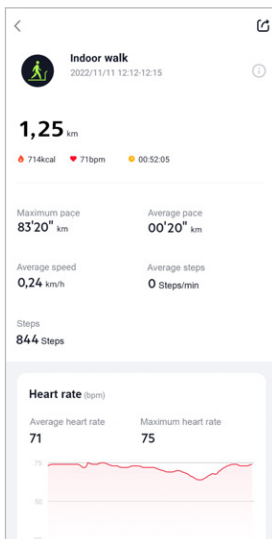 Indoor walk
2022/11/11 12:12-12:15
1,25 km
714kcal 71bpm 00:52:05
Maximum pace Average pace
83'20" km 00'20" km
Average speed Average steps
0,24 km/h 0 Steps/min
Steps
844 Steps
Heart rate (bpm)
Average heart rate Maximum heart rate
71 75
75
50